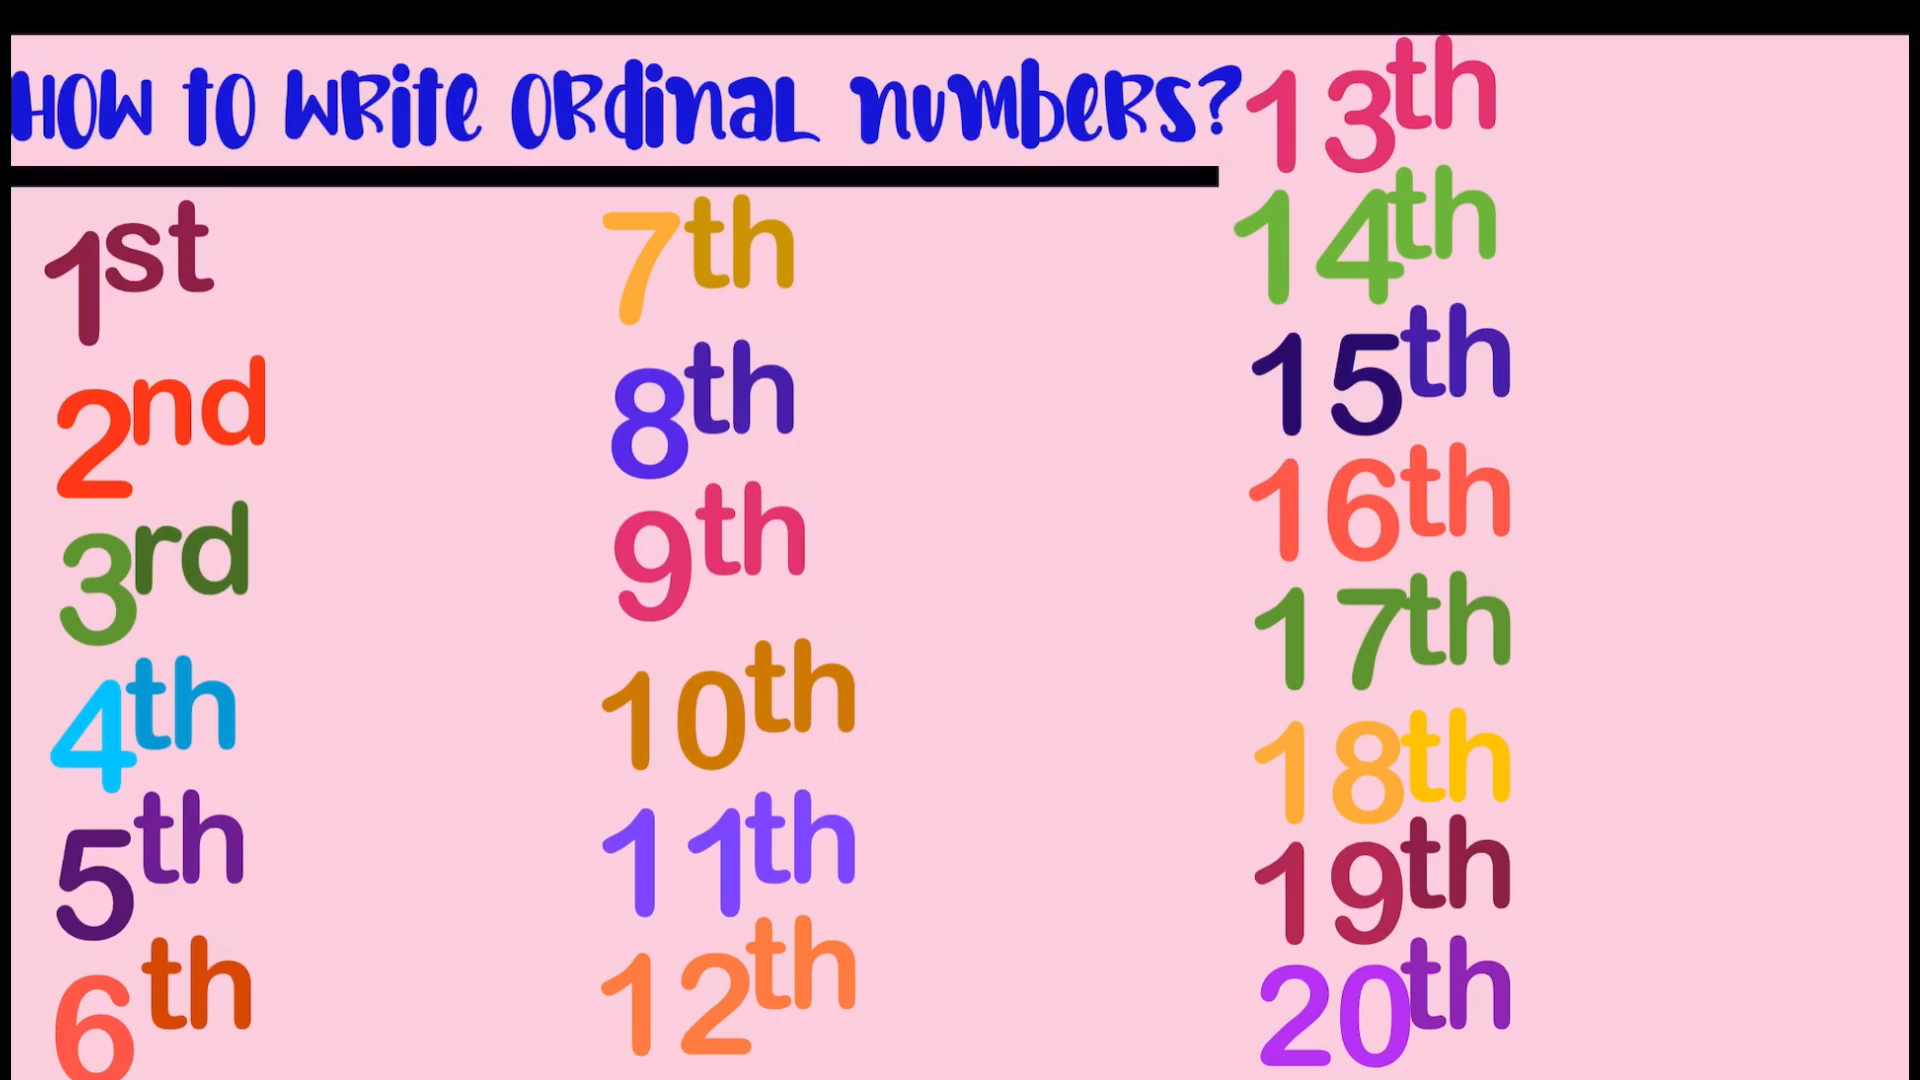 How to write ordinal numbers?
1st
2nd
3rd
4th
5th
6th
7th
8th
9th
10th
11th
12th
13th
14th
15th
16th
17th
18th
19th
20th